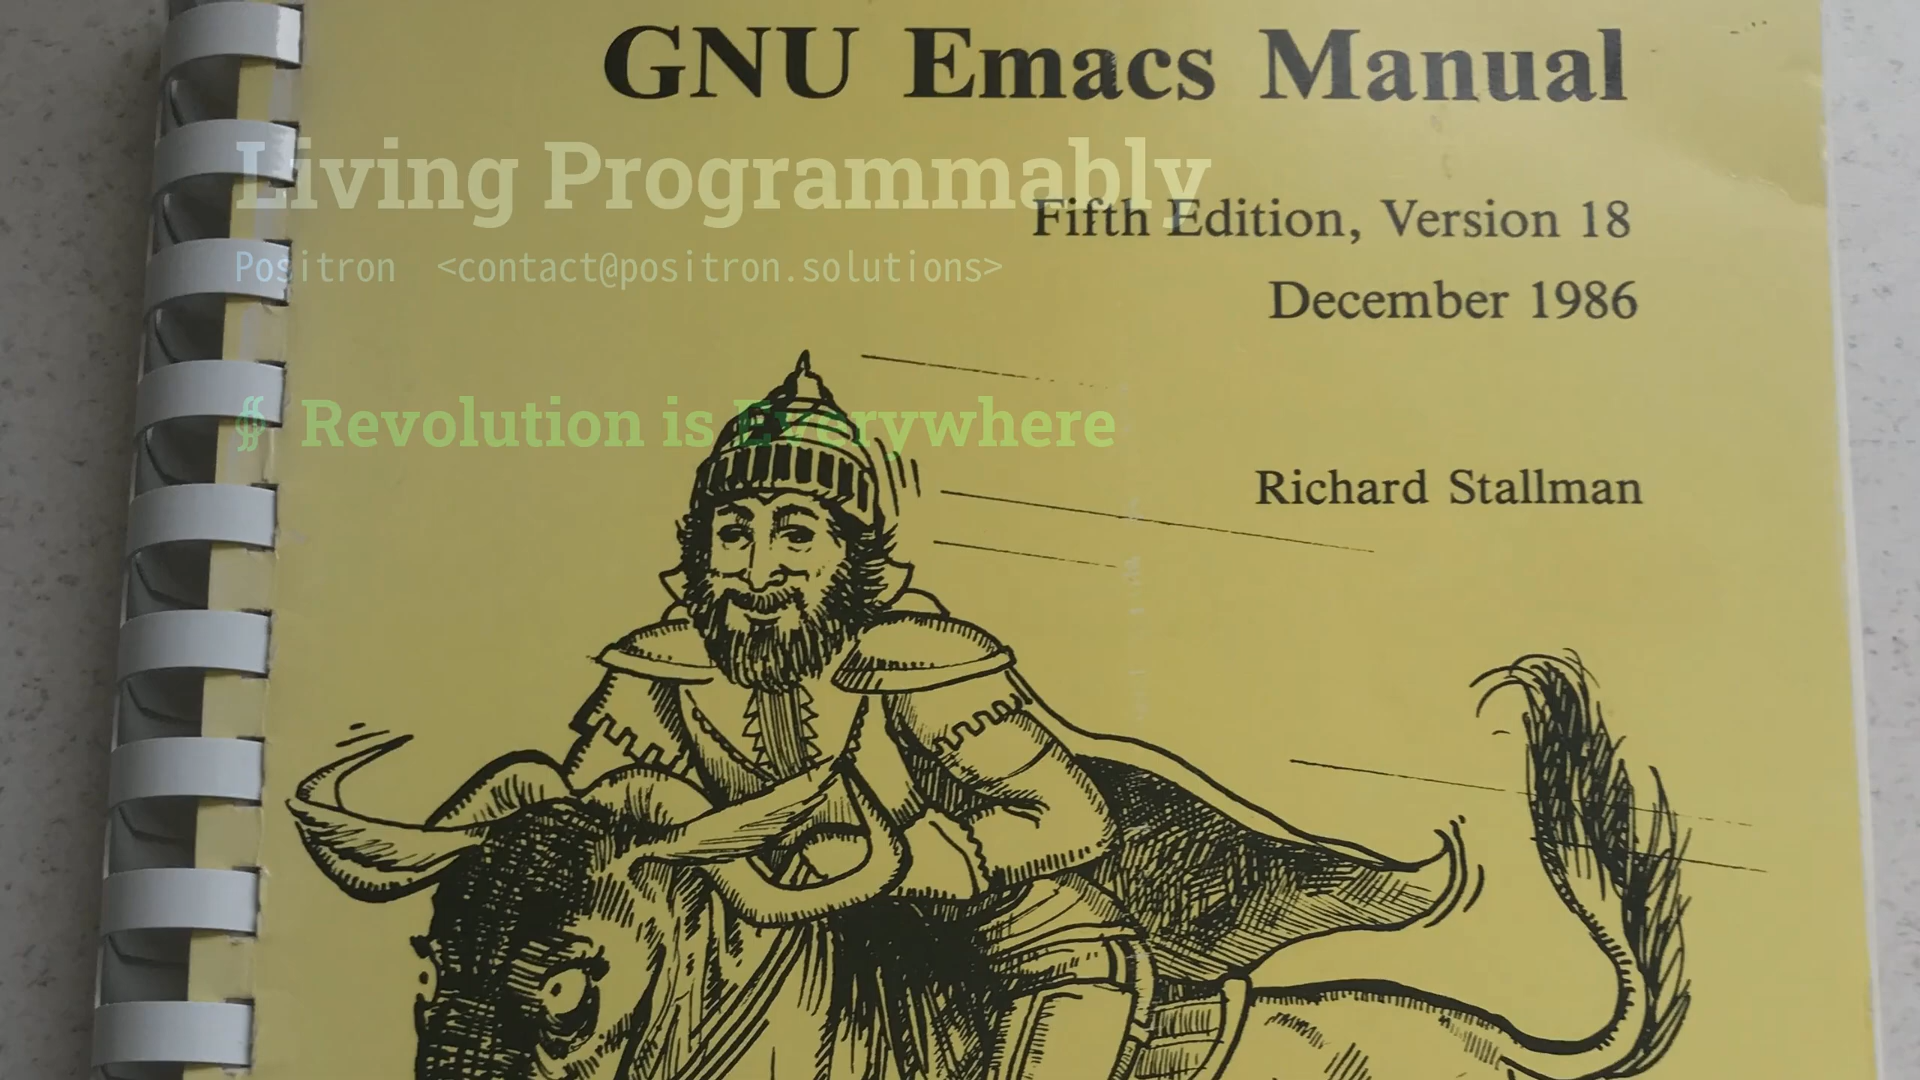 GNU Emacs Manual
Living Programmably
Fifth Edition, Version 18
Positron <contact@positron.solutions>
December 1986
§ Revolution is Everywhere
Richard Stallman